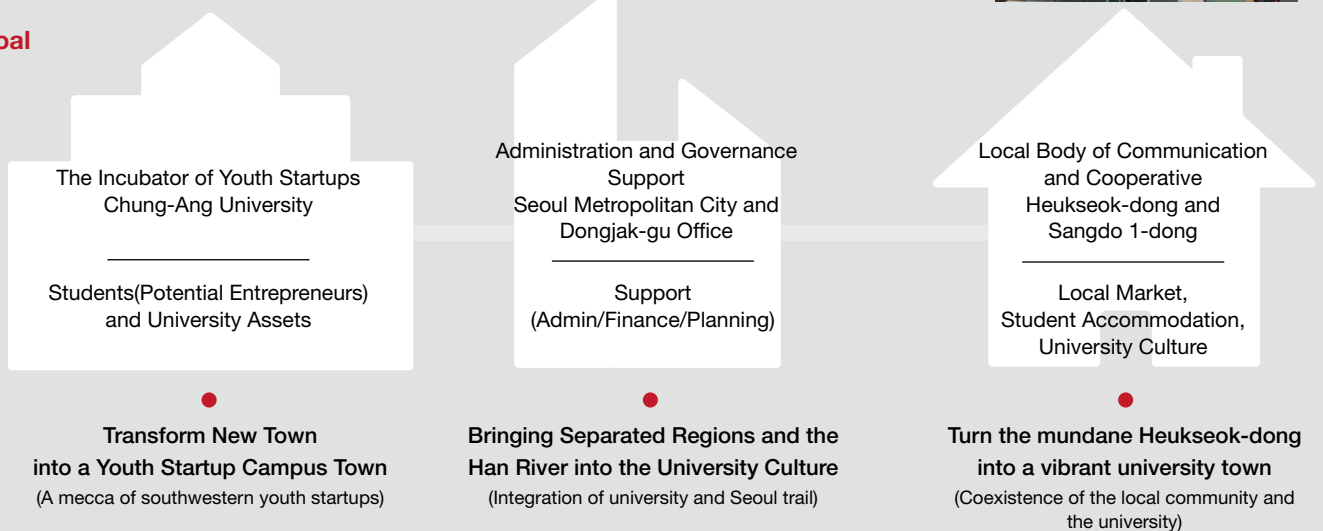 The Incubator of Youth Startups
Chung-Ang University
Students(Potential Entrepreneurs)
and University Assets
Transform New Town
into a Youth Startup Campus Town
(A mecca of southwestern youth startups)
Administration and Governance
Support
Seoul Metropolitan City and
Dongjak-gu Office
Support
(Admin/Finance/Planning)
Bringing Separated Regions and the
Han River into the University Culture
(Integration of university and Seoul trail)
Local Body of Communication
and Cooperative
Heukseok-dong and
Sangdo 1-dong
Local Market,
Student Accommodation,
University Culture
Turn the mundane Heukseok-dong
into a vibrant university town
(Coexistence of the local community and
the university)